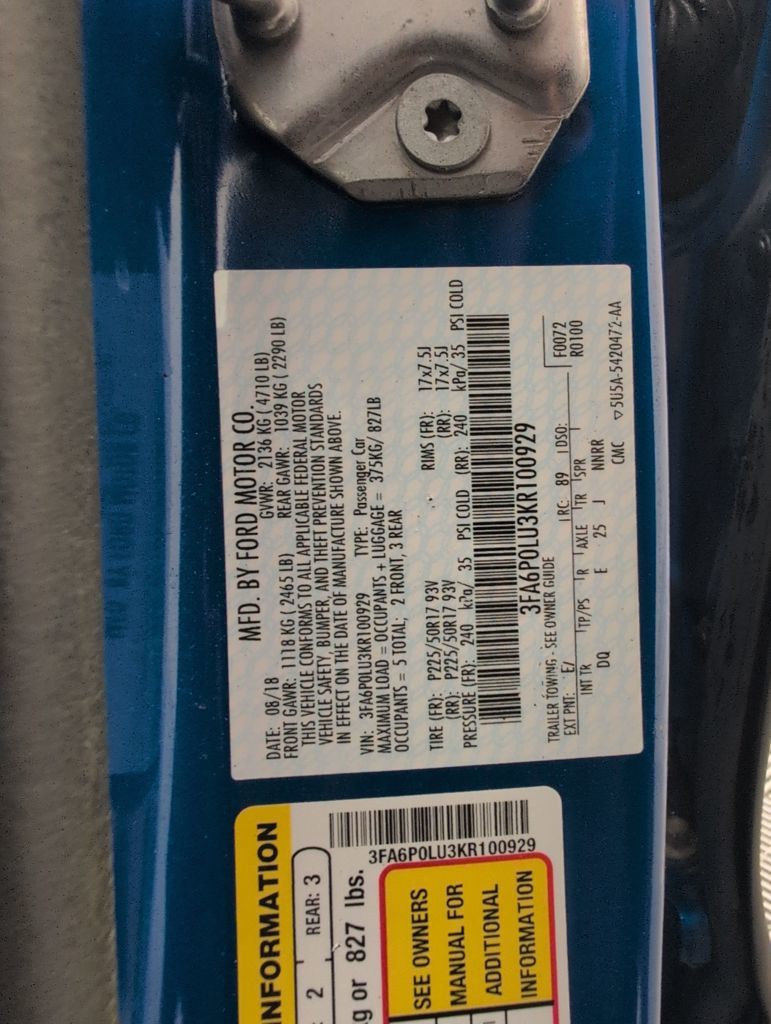 MFD. BY FORD MOTOR CO.
DATE: 08/18 GVWR: 2136 KG ( 4710 LB)
FRONT GAWR: 1118 KG ( 2465 LB) REAR GAWR: 1039 KG ( 2290 LB)
THIS VEHICLE CONFORMS TO ALL APPLICABLE FEDERAL MOTOR
VEHICLE SAFETY, BUMPER, AND THEFT PREVENTION STANDARDS
IN EFFECT ON THE DATE OF MANUFACTURE SHOWN ABOVE.
VIN: 3FA6P0LU3KR100929 TYPE: Passenger Car
MAXIMUM LOAD = OCCUPANTS + LUGGAGE = 375KG/ 827LB
OCCUPANTS = 5 TOTAL; 2 FRONT, 3 REAR
TIRE (FR): P225/50R17 93V RIMS (FR): 17x7.5J
(RR): P225/50R17 93V (RR): 17x7.5J
PRESSURE (FR): 240 kPa/ 35 PSI COLD (RR): 240 kPa/ 35 PSI COLD
3FA6P0LU3KR100929
TRAILER TOWING - SEE OWNER GUIDE
EXT PNT: E7 RC: 89 DSO: F0072
INT TR TP/PS R AXLE TR SPR R0100
DQ E 25 J NNRR
CMC ▽5U5A-5420472-AA
INFORMATION
: 2 REAR: 3
g or 827 lbs.
3FA6P0LU3KR100929
SEE OWNERS
MANUAL FOR
ADDITIONAL
INFORMATION